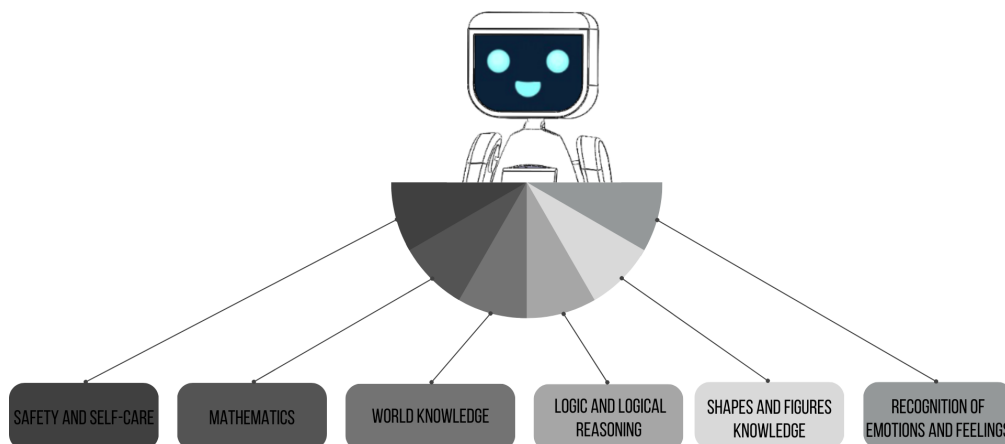 SAFETY AND SELF-CARE
MATHEMATICS
WORLD KNOWLEDGE
LOGIC AND LOGICAL
REASONING
SHAPES AND FIGURES
KNOWLEDGE
RECOGNITION OF
EMOTIONS AND FEELINGS